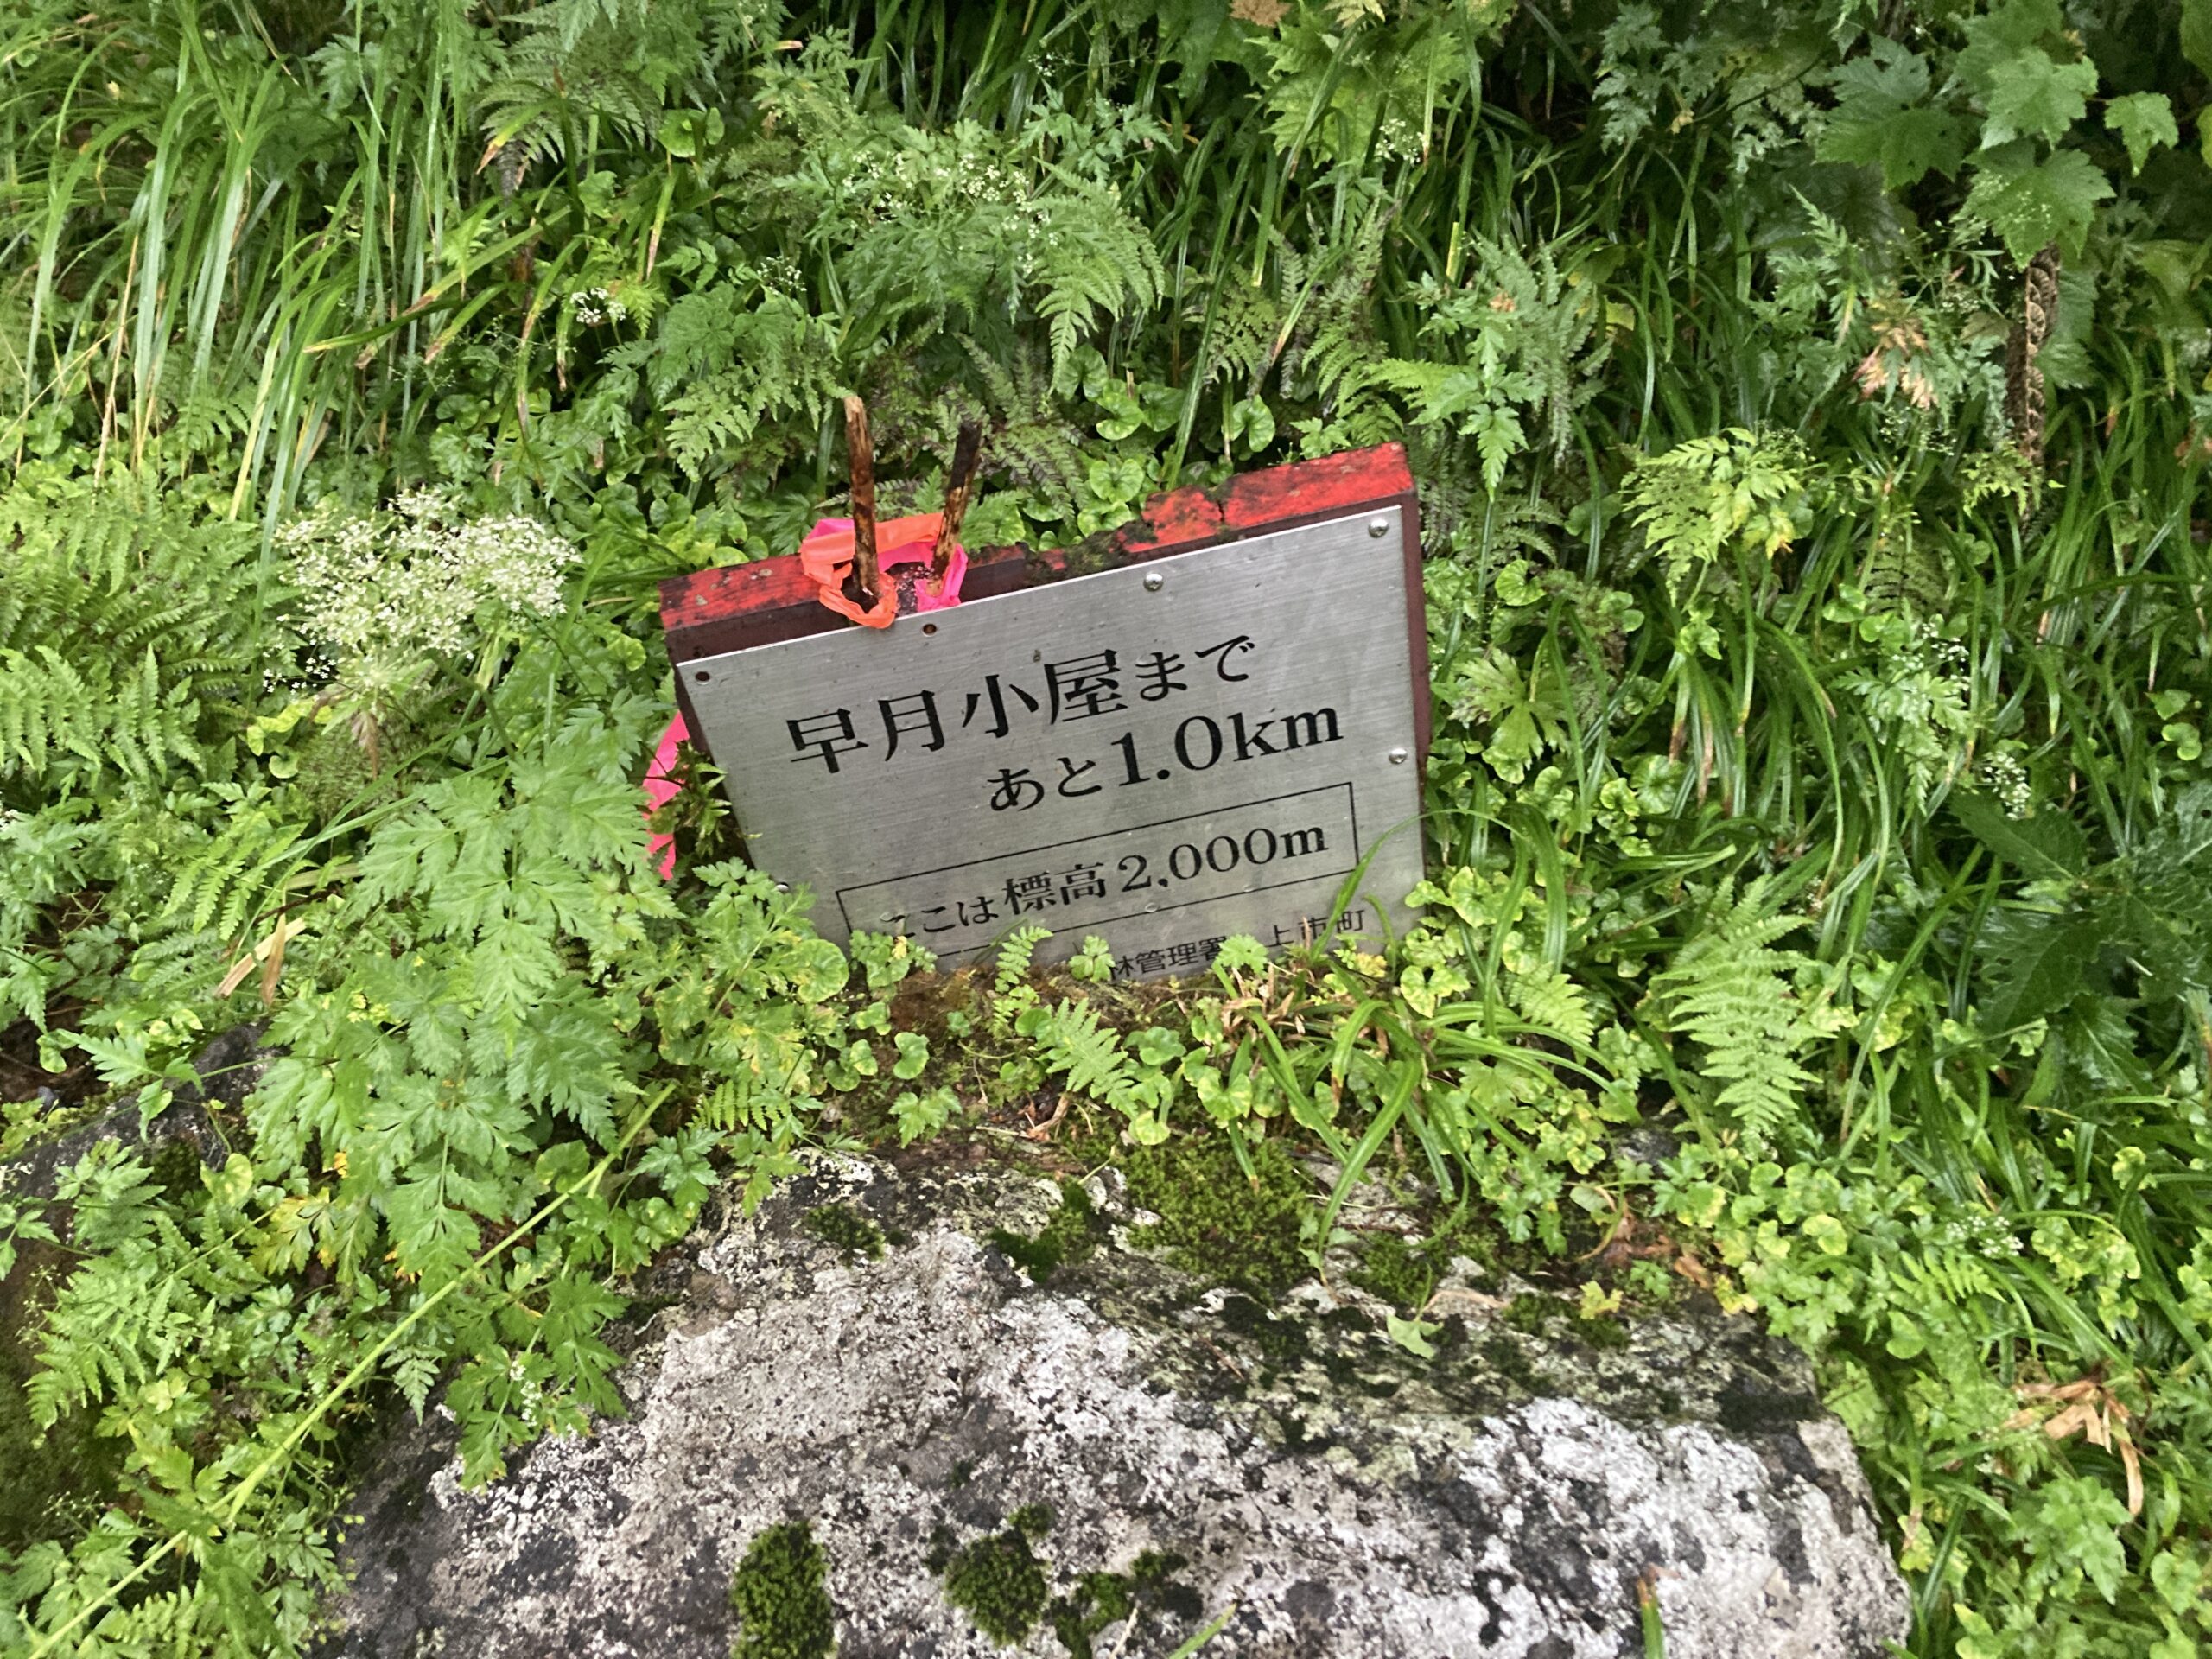 早月小屋まで
あと1.0km
ここは標高2,000m
林管理署 上市町